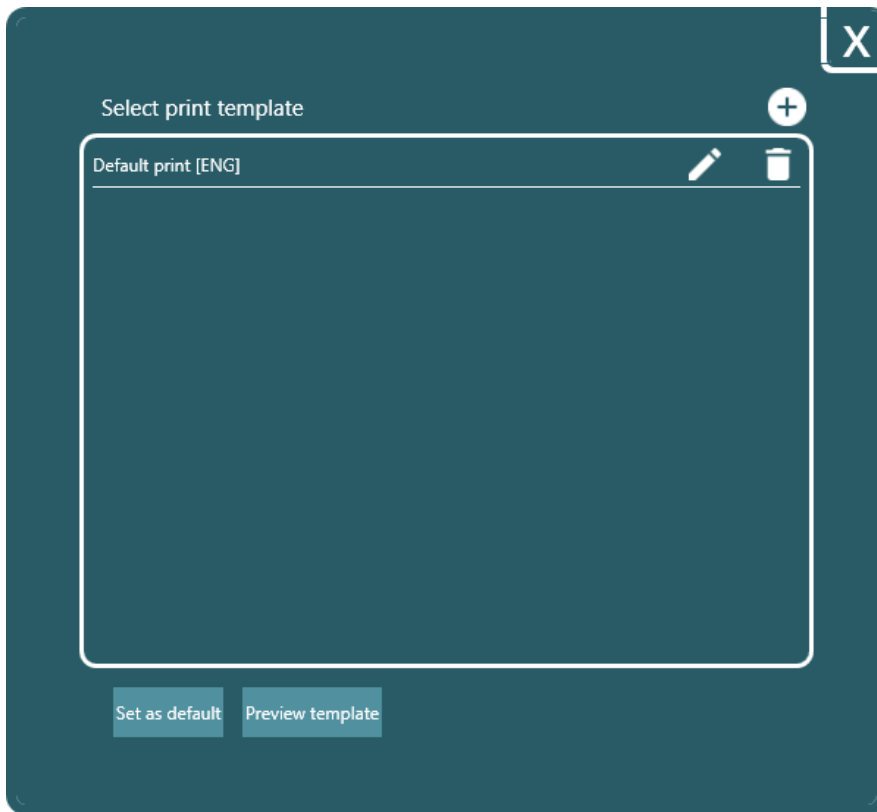 X
Select print template
Default print [ENG]
Set as default
Preview template